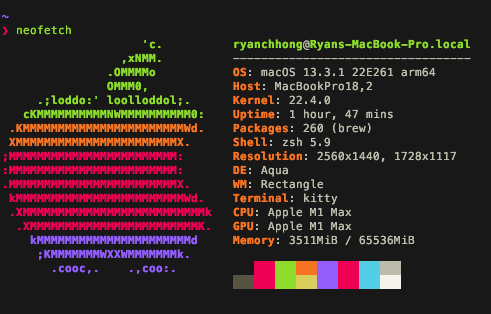 ~
❯ neofetch
'c.
,xNMM.
.OMMMMo
OMMM0,
.;loddo:' loolloddol;.
cKMMMMMMMMMMNWMMMMMMMMMM0:
.KMMMMMMMMMMMMMMMMMMMMMMMWd.
XMMMMMMMMMMMMMMMMMMMMMMMX.
;MMMMMMMMMMMMMMMMMMMMMMMM:
:MMMMMMMMMMMMMMMMMMMMMMMM:
.MMMMMMMMMMMMMMMMMMMMMMMMX.
kMMMMMMMMMMMMMMMMMMMMMMMMWd.
.XMMMMMMMMMMMMMMMMMMMMMMMMMMk
.XMMMMMMMMMMMMMMMMMMMMMMMMK.
kMMMMMMMMMMMMMMMMMMMMMMd
;KMMMMMMMWXXWMMMMMMMk.
.cooc,.    .,coo:.
ryanchhong@Ryans-MacBook-Pro.local
----------------------------------
OS: macOS 13.3.1 22E261 arm64
Host: MacBookPro18,2
Kernel: 22.4.0
Uptime: 1 hour, 47 mins
Packages: 260 (brew)
Shell: zsh 5.9
Resolution: 2560x1440, 1728x1117
DE: Aqua
WM: Rectangle
Terminal: kitty
CPU: Apple M1 Max
GPU: Apple M1 Max
Memory: 3511MiB / 65536MiB